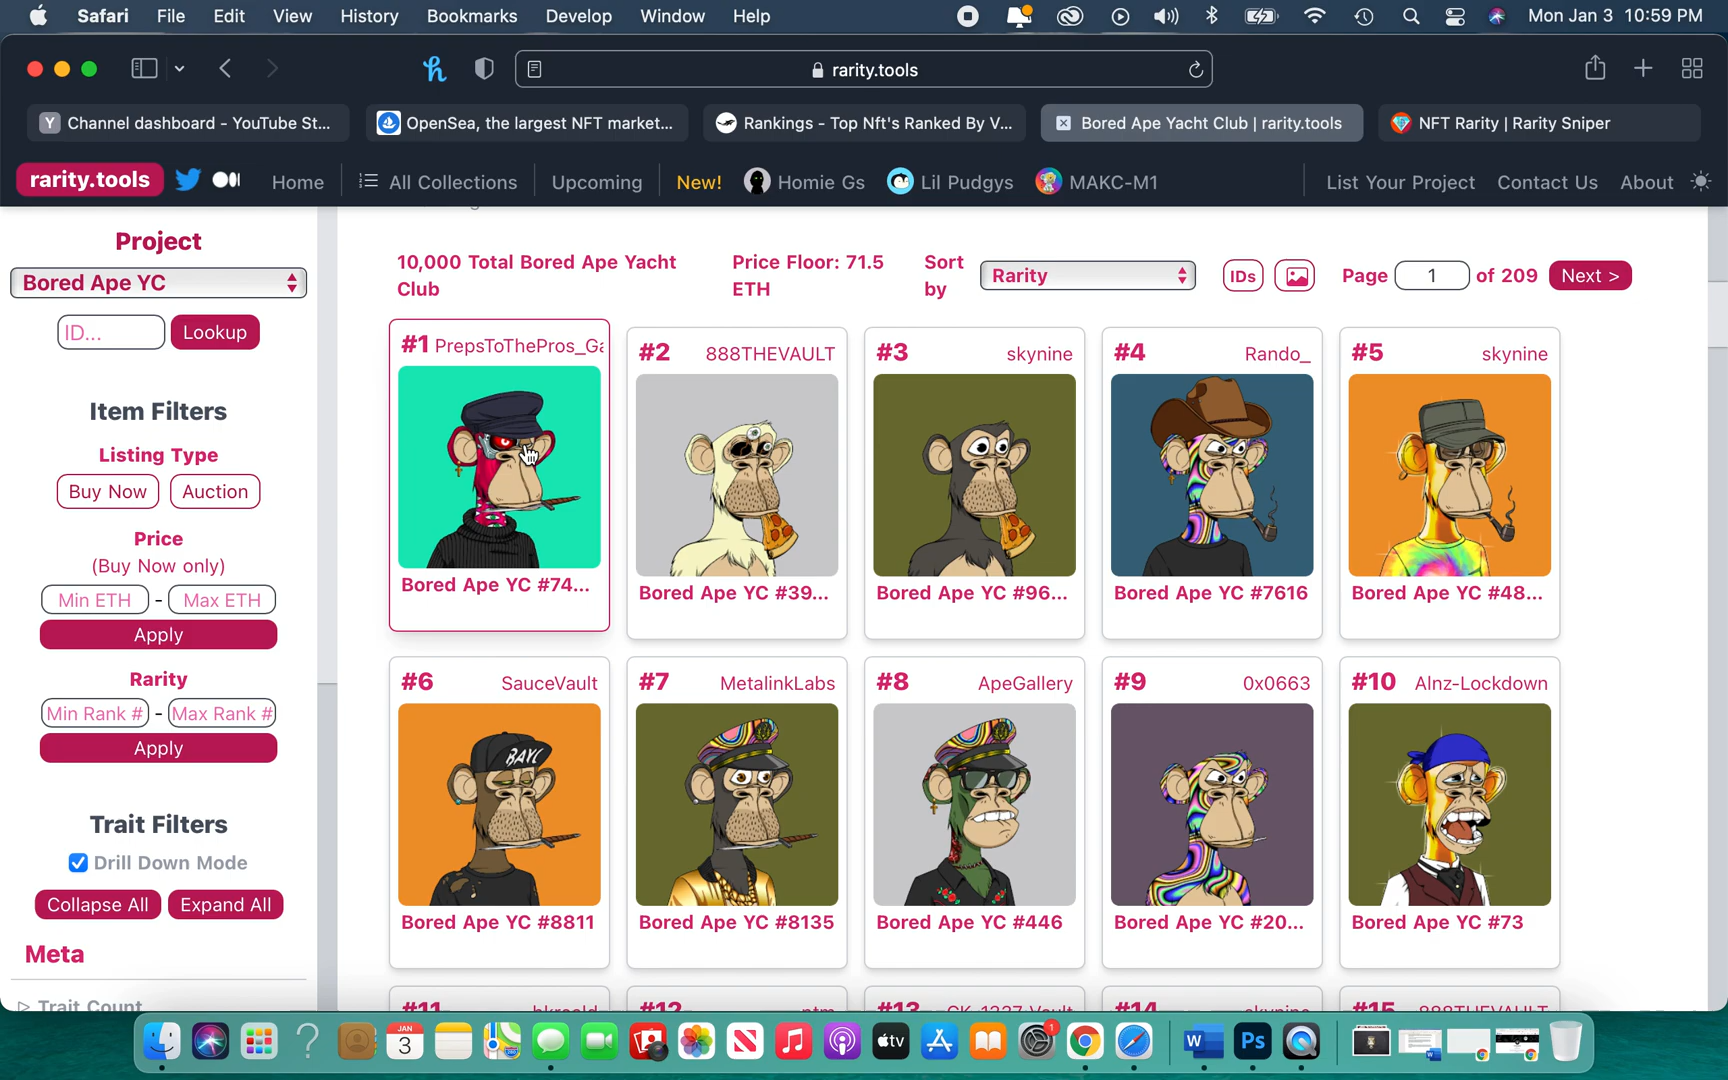 Safari File Edit View History Bookmarks Develop Window Help Mon Jan 3 10:59 PM
rarity.tools
Y Channel dashboard - YouTube St... OpenSea, the largest NFT market... Rankings - Top Nft's Ranked By V... Bored Ape Yacht Club | rarity.tools NFT Rarity | Rarity Sniper
rarity.tools Home All Collections Upcoming New! Homie Gs Lil Pudgys MAKC-M1 List Your Project Contact Us About
Project
Bored Ape YC
ID... Lookup
Item Filters
Listing Type
Buy Now Auction
Price
(Buy Now only)
Min ETH - Max ETH
Apply
Rarity
Min Rank # - Max Rank #
Apply
Trait Filters
Drill Down Mode
Collapse All Expand All
Meta
Trait Count
10,000 Total Bored Ape Yacht
Club
Price Floor: 71.5
ETH
Sort
by
Rarity
IDs
Page 1 of 209 Next >
#1 PrepsToThePros_Ga
Bored Ape YC #74...
#2 888THEVAULT
Bored Ape YC #39...
#3 skynine
Bored Ape YC #96...
#4 Rando_
Bored Ape YC #7616
#5 skynine
Bored Ape YC #48...
#6 SauceVault
BAYC
Bored Ape YC #8811
#7 MetalinkLabs
Bored Ape YC #8135
#8 ApeGallery
Bored Ape YC #446
#9 0x0663
Bored Ape YC #20...
#10 Alnz-Lockdown
Bored Ape YC #73
#11 #12 #13 #14 skynine #15 888THEVAULT
JAN
3
tv
1
W
Ps